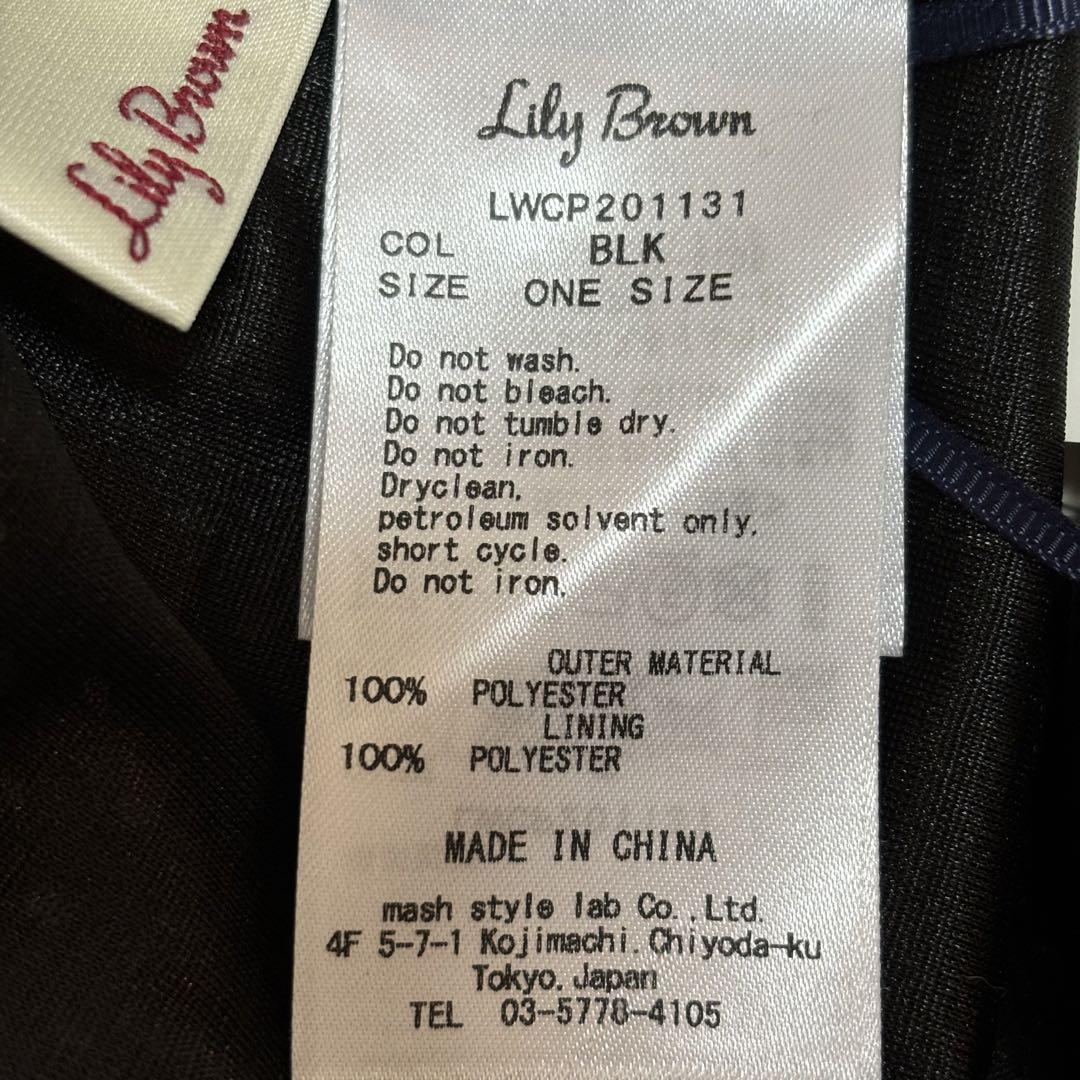 Lily Brown
Lily Brown
LWCP201131
COL BLK
SIZE ONE SIZE
Do not wash.
Do not bleach.
Do not tumble dry.
Do not iron.
Dryclean,
petroleum solvent only,
short cycle.
Do not iron,
OUTER MATERIAL
100% POLYESTER
LINING
100% POLYESTER
MADE IN CHINA
mash style lab Co.,Ltd.
4F 5-7-1 Kojimachi.Chiyoda-ku
Tokyo.Japan
TEL 03-5778-4105